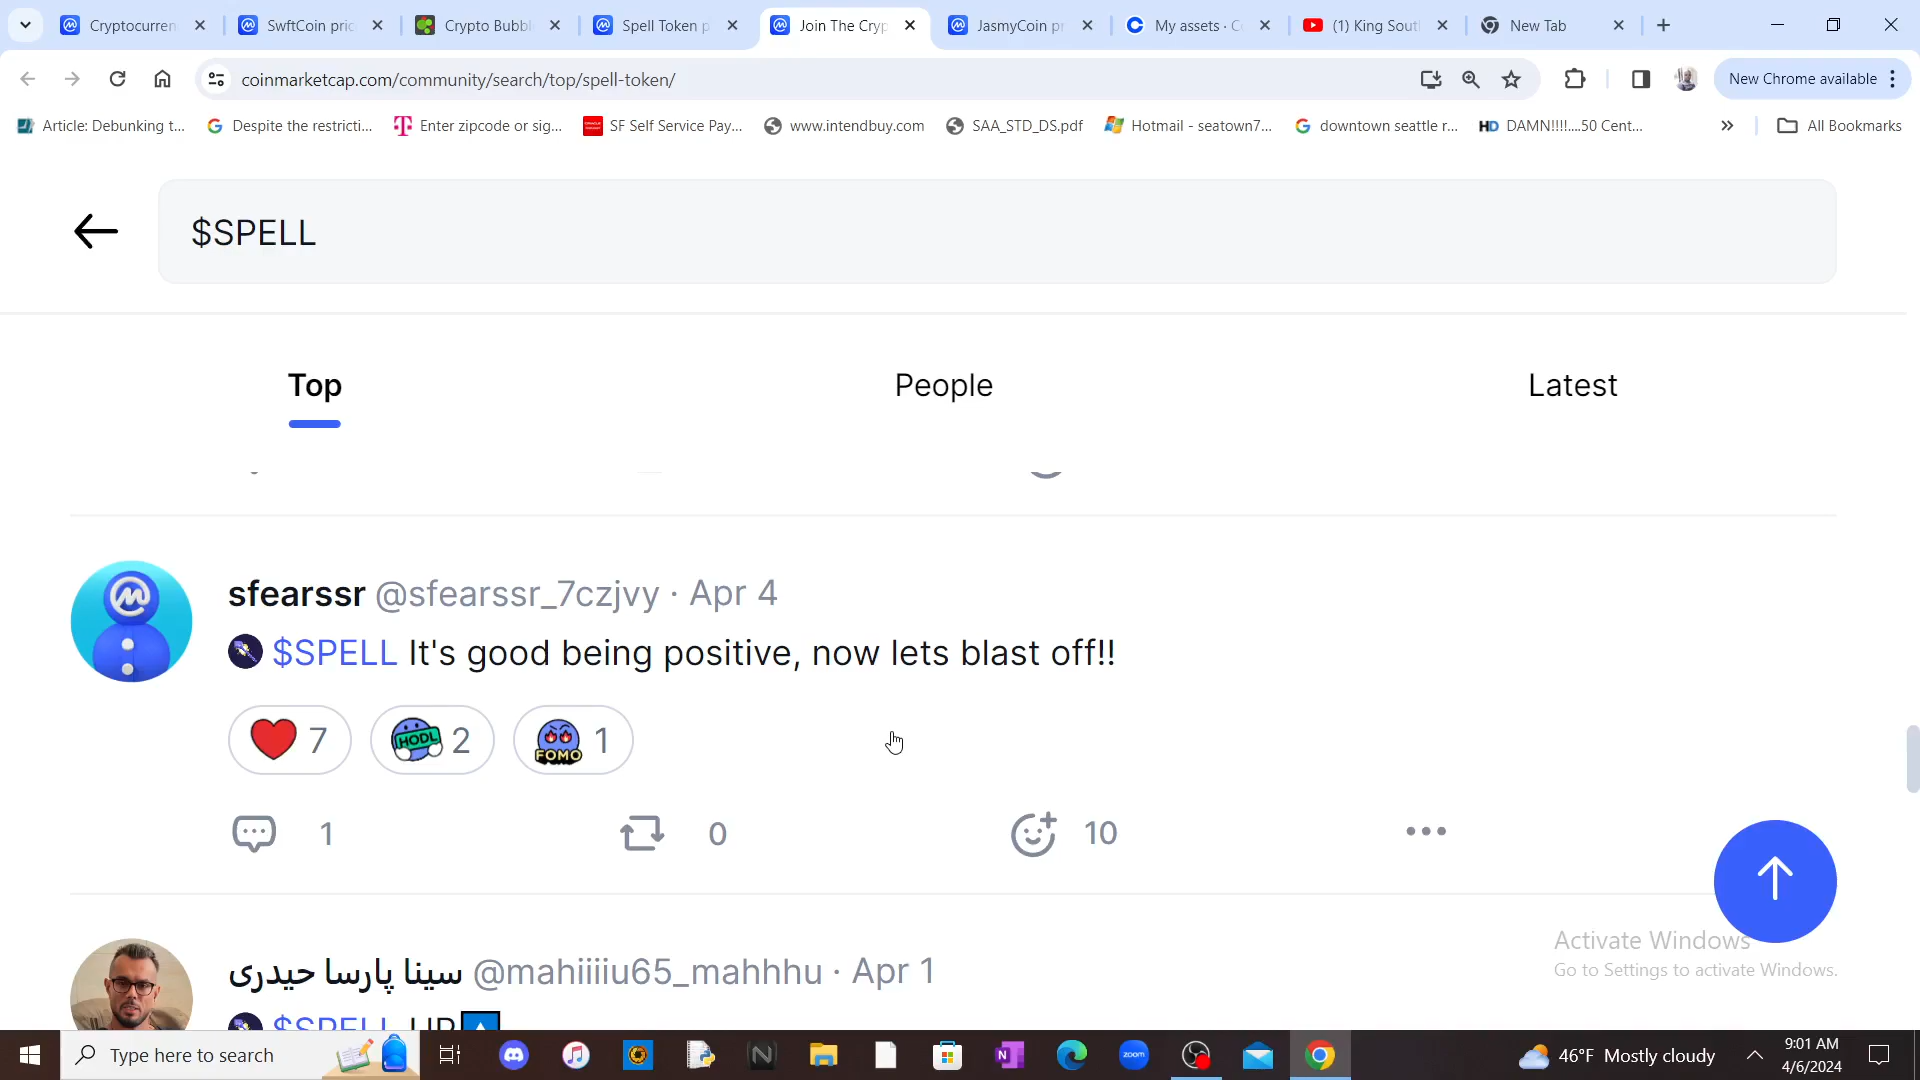 Cryptocurren
SwftCoin pric
Crypto Bubbl
Spell Token p
Join The Cryp
JasmyCoin pr
My assets · C
(1) King Sout
New Tab
coinmarketcap.com/community/search/top/spell-token/
New Chrome available
Article: Debunking t...
Despite the restricti...
Enter zipcode or sig...
SF Self Service Pay...
www.intendbuy.com
SAA_STD_DS.pdf
Hotmail - seatown7...
downtown seattle r...
HD DAMN!!!!....50 Cent...
All Bookmarks
$SPELL
Top
People
Latest
sfearssr @sfearssr_7czjvy · Apr 4
$SPELL It's good being positive, now lets blast off!!
7
HODL 2
FOMO 1
1
0
10
سینا پارسا حیدری @mahiiiiu65_mahhhu · Apr 1
$SPELL UP
Activate Windows
Go to Settings to activate Windows.
Type here to search
zoom
46°F Mostly cloudy
9:01 AM
4/6/2024